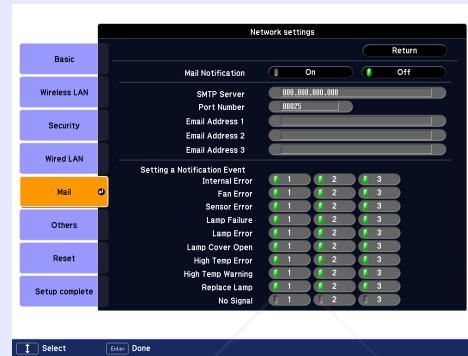 Network settings
Return
Basic
Mail Notification On Off
Wireless LAN
SMTP Server 000.000.000.000
Port Number 00025
Security
Email Address 1
Email Address 2
Email Address 3
Wired LAN
Setting a Notification Event
Internal Error 1 2 3
Mail
Fan Error 1 2 3
Sensor Error 1 2 3
Others
Lamp Failure 1 2 3
Lamp Error 1 2 3
Lamp Cover Open 1 2 3
Reset
High Temp Error 1 2 3
High Temp Warning 1 2 3
Setup complete
Replace Lamp 1 2 3
No Signal 1 2 3
Select Enter Done